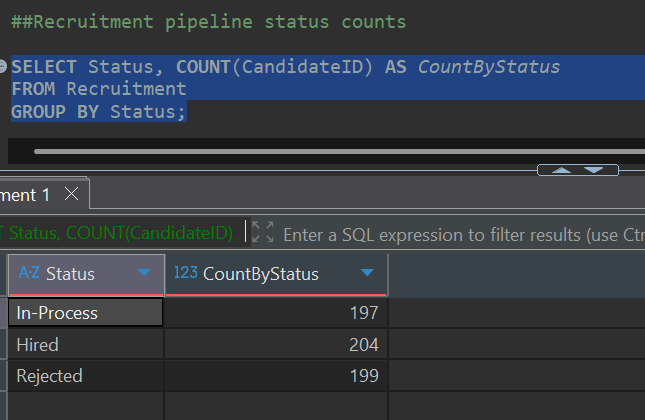 ##Recruitment pipeline status counts
SELECT Status, COUNT(CandidateID) AS CountByStatus
FROM Recruitment
GROUP BY Status;
ment 1
T Status, COUNT(CandidateID)
Enter a SQL expression to filter results (use Ctr
A-Z Status
123 CountByStatus
In-Process 197
Hired 204
Rejected 199